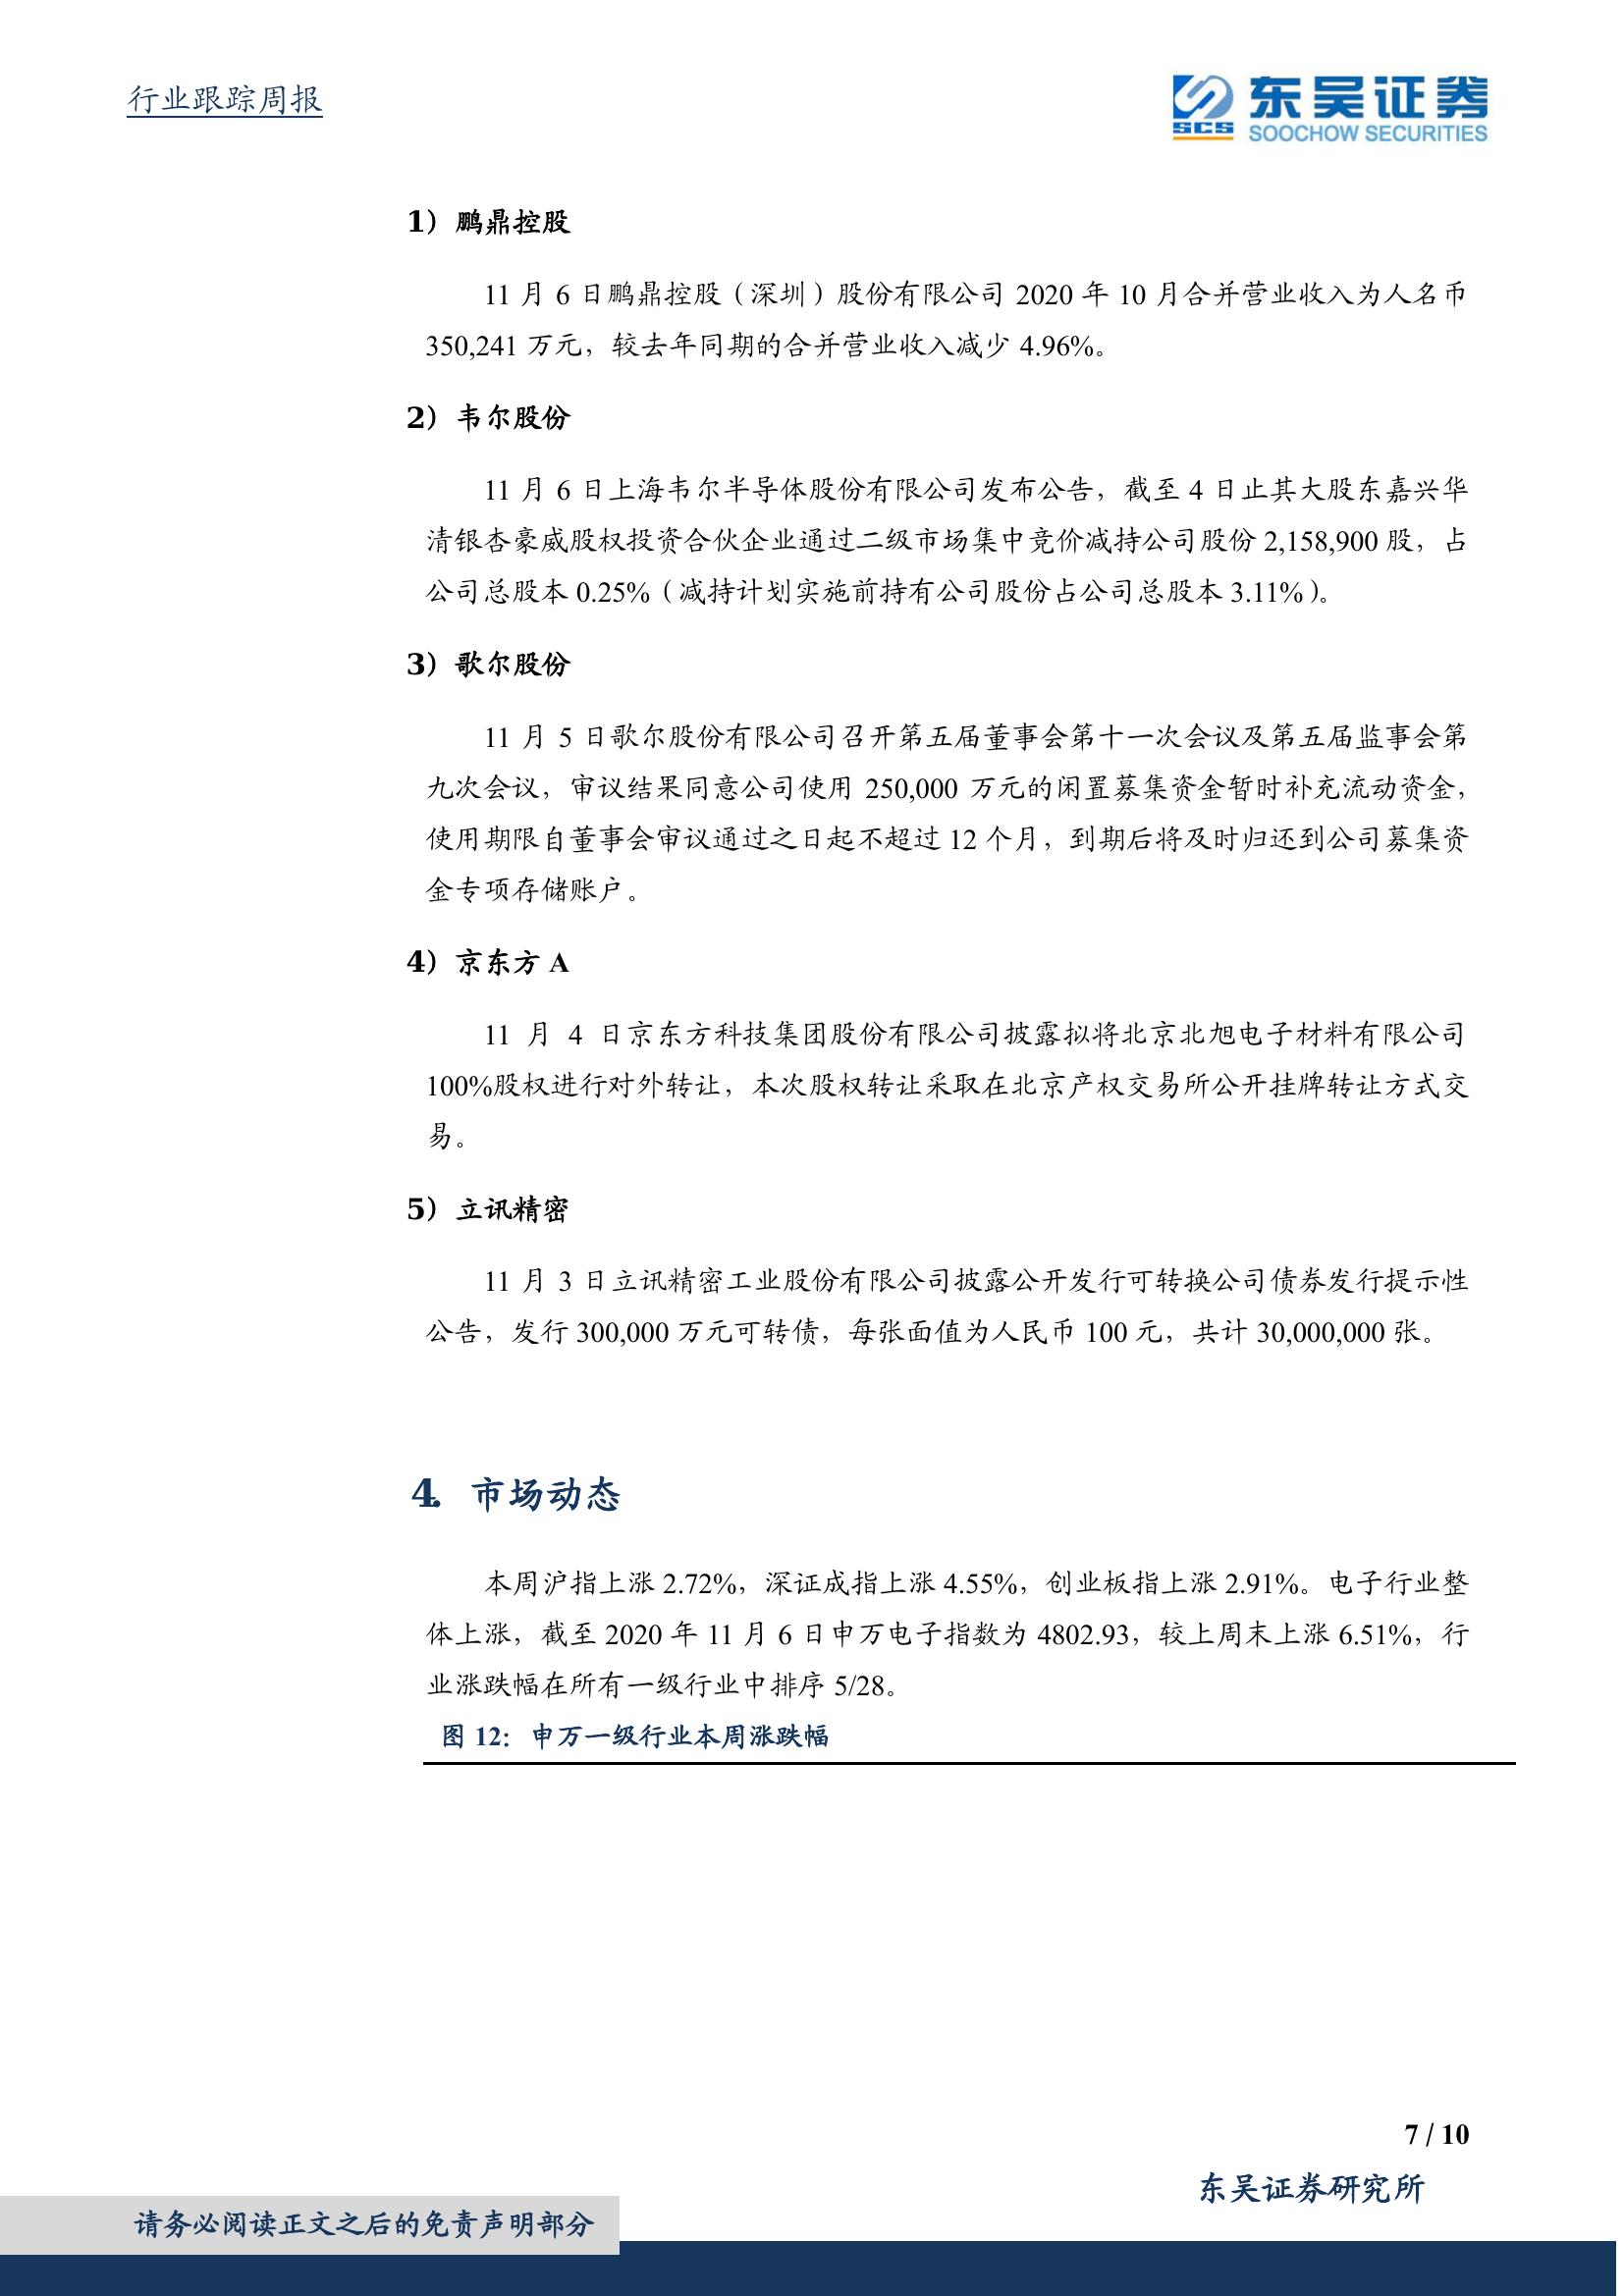 行业跟踪周报
SCS 东吴证券
SOOCHOW SECURITIES
1）鹏鼎控股
11 月 6 日鹏鼎控股（深圳）股份有限公司 2020 年 10 月合并营业收入为人名币
350,241 万元，较去年同期的合并营业收入减少 4.96%。
2）韦尔股份
11 月 6 日上海韦尔半导体股份有限公司发布公告，截至 4 日止其大股东嘉兴华
清银杏豪威股权投资合伙企业通过二级市场集中竞价减持公司股份 2,158,900 股，占
公司总股本 0.25%（减持计划实施前持有公司股份占公司总股本 3.11%）。
3）歌尔股份
11 月 5 日歌尔股份有限公司召开第五届董事会第十一次会议及第五届监事会第
九次会议，审议结果同意公司使用 250,000 万元的闲置募集资金暂时补充流动资金，
使用期限自董事会审议通过之日起不超过 12 个月，到期后将及时归还到公司募集资
金专项存储账户。
4）京东方 A
11 月 4 日京东方科技集团股份有限公司披露拟将北京北旭电子材料有限公司
100%股权进行对外转让，本次股权转让采取在北京产权交易所公开挂牌转让方式交
易。
5）立讯精密
11 月 3 日立讯精密工业股份有限公司披露公开发行可转换公司债券发行提示性
公告，发行 300,000 万元可转债，每张面值为人民币 100 元，共计 30,000,000 张。
4. 市场动态
本周沪指上涨 2.72%，深证成指上涨 4.55%，创业板指上涨 2.91%。电子行业整
体上涨，截至 2020 年 11 月 6 日申万电子指数为 4802.93，较上周末上涨 6.51%，行
业涨跌幅在所有一级行业中排序 5/28。
图 12：申万一级行业本周涨跌幅
7 / 10
东吴证券研究所
请务必阅读正文之后的免责声明部分